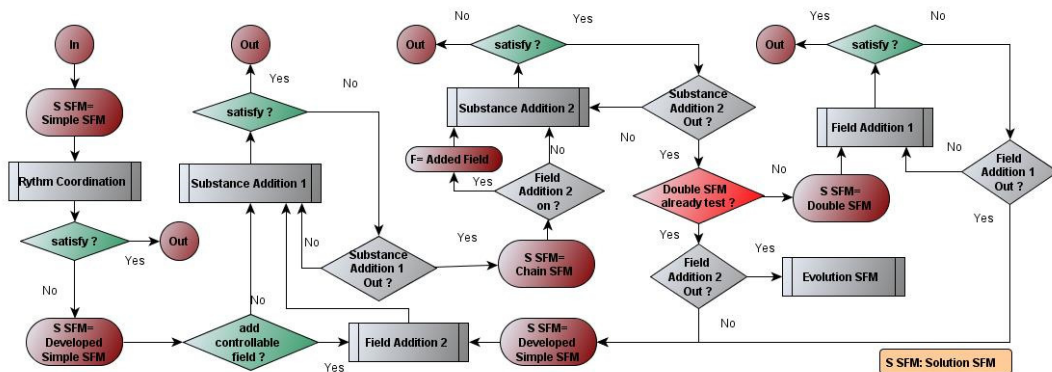 In
S SFM=
Simple SFM
Rythm Coordination
satisfy ?
Yes
Out
No
S SFM=
Developed
Simple SFM
Out
Yes
No
satisfy ?
Substance Addition 1
No
Yes
Substance
Addition 1
Out ?
No
add
controllable
field ?
Yes
Field Addition 2
S SFM=
Developed
Simple SFM
No
Yes
Out
satisfy ?
Substance Addition 2
Substance
Addition 2
Out ?
No
F= Added Field
No
Yes
Field
Addition 2
on ?
S SFM=
Chain SFM
Yes
Double SFM
already test ?
No
S SFM=
Double SFM
Yes
Yes
Field
Addition 2
Out ?
Evolution SFM
No
Yes
No
Out
satisfy ?
Field Addition 1
No
Field
Addition 1
Out ?
Yes
S SFM: Solution SFM